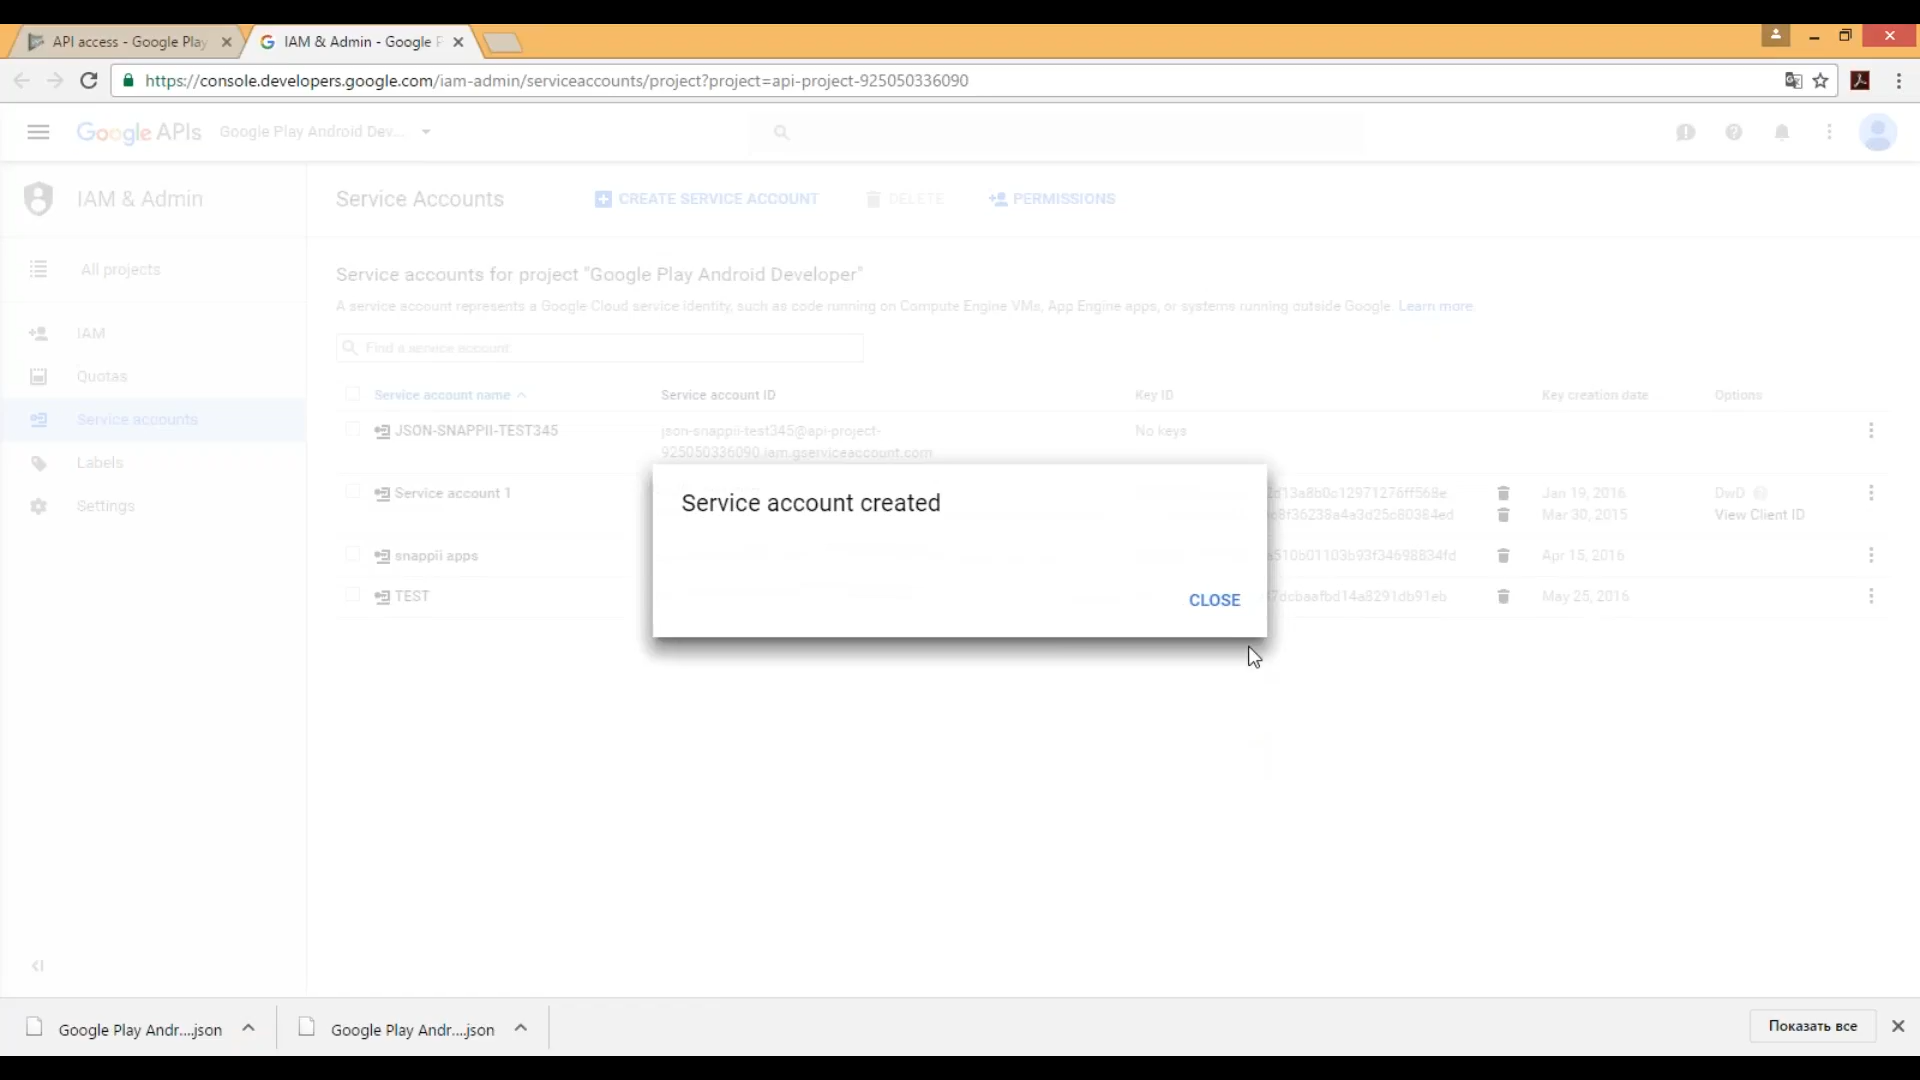 API access - Google Play
IAM & Admin - Google P
https://console.developers.google.com/iam-admin/serviceaccounts/project?project=api-project-925050336090
Google APIs
Google Play Android Dev...
IAM & Admin
Service Accounts
CREATE SERVICE ACCOUNT
DELETE
PERMISSIONS
All projects
IAM
Quotas
Service accounts
Labels
Settings
Service accounts for project "Google Play Android Developer"
A service account represents a Google Cloud service identity, such as code running on Compute Engine VMs, App Engine apps, or systems running outside Google. Learn more.
Find a service account
Service account name
Service account ID
Key ID
Key creation date
Options
JSON-SNAPPII-TEST345
json-snappii-test345@api-project-
925050336090.iam.gserviceaccount.com
No keys
Service account 1
Jan 19, 2016
DwD
Mar 30, 2015
View Client ID
snappii apps
Apr 15, 2016
TEST
May 25, 2016
Service account created
CLOSE
Google Play Andr....json
Google Play Andr....json
Показать все